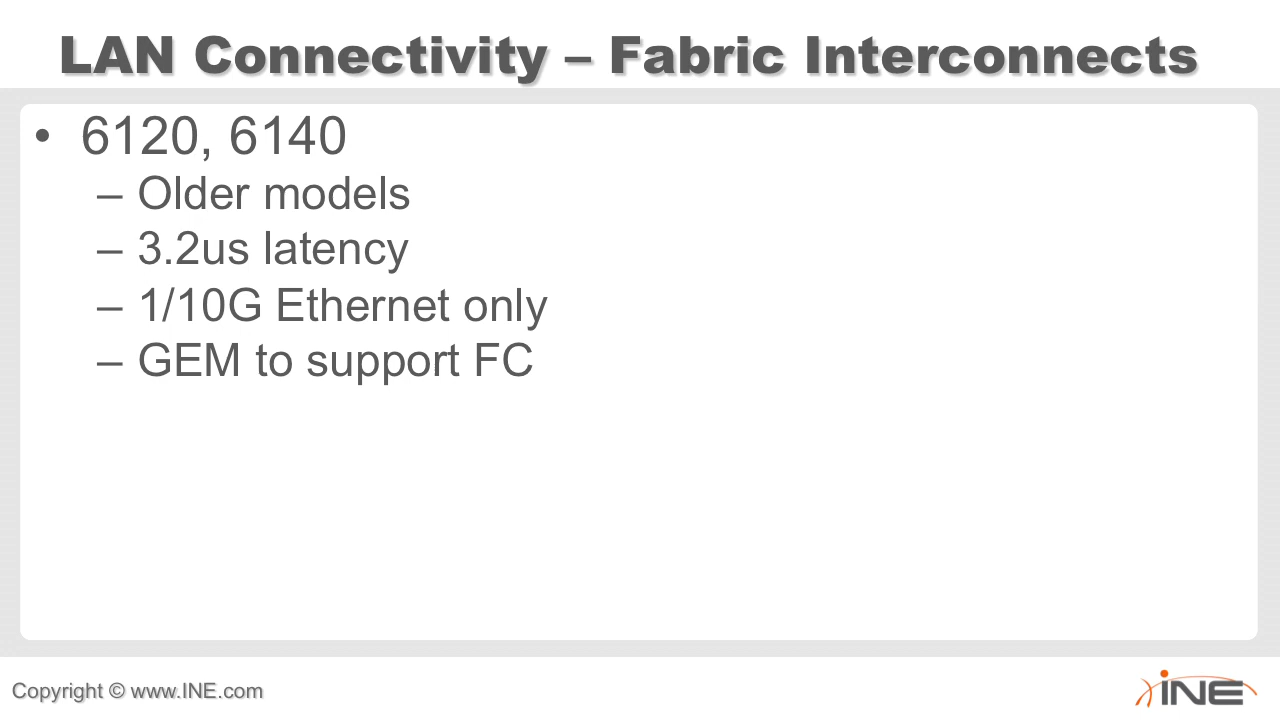 LAN Connectivity – Fabric Interconnects
• 6120, 6140
– Older models
– 3.2us latency
– 1/10G Ethernet only
– GEM to support FC
Copyright © www.INE.com
INE